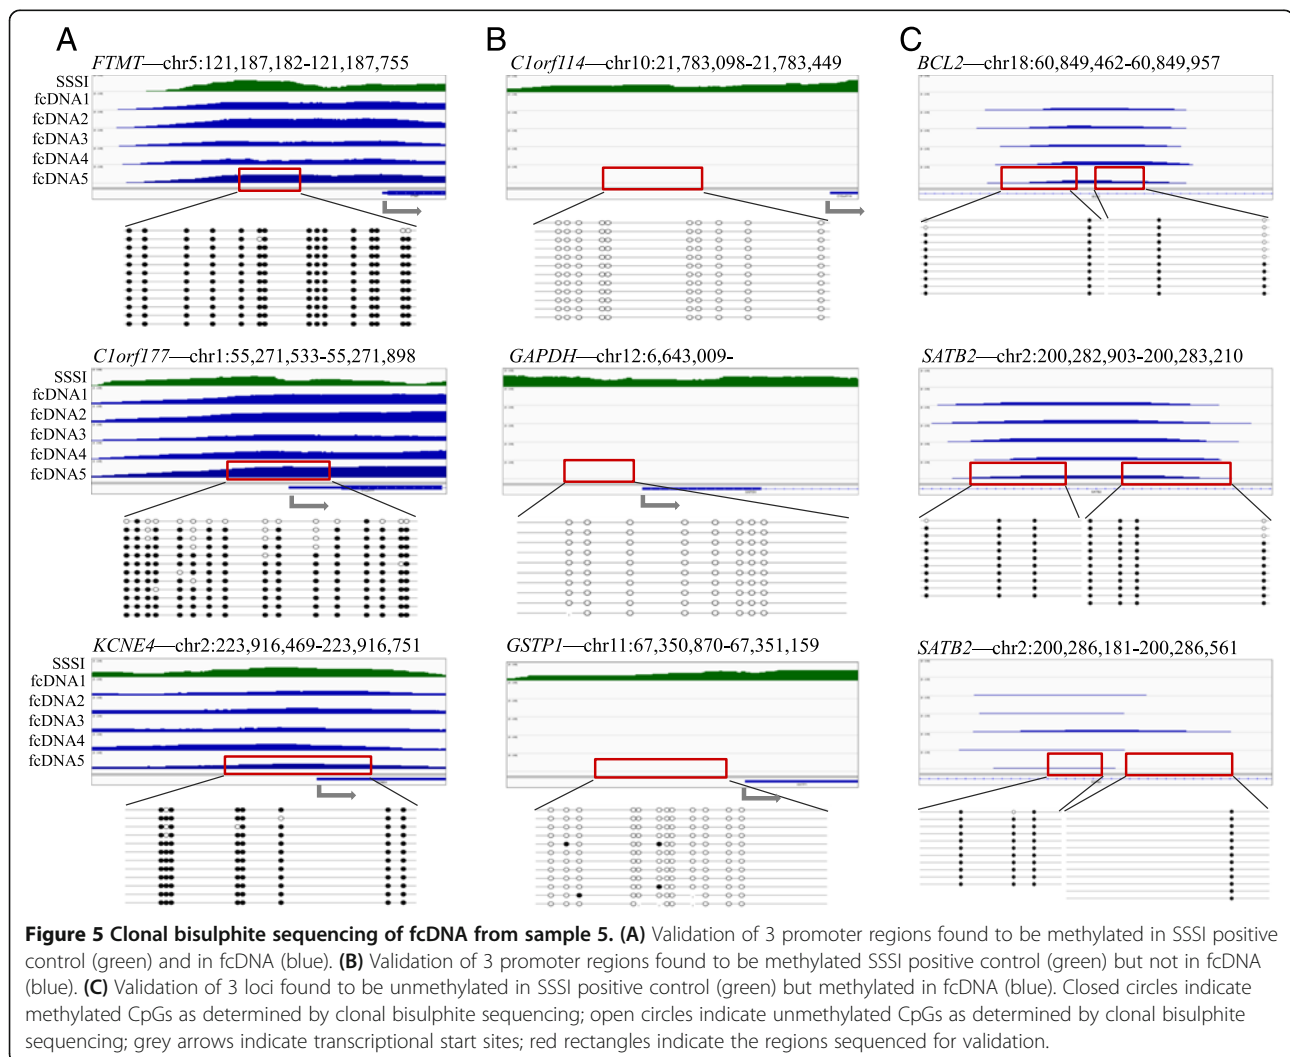 A
FTMT—chr5:121,187,182-121,187,755
SSSI
fcDNA1
fcDNA2
fcDNA3
fcDNA4
fcDNA5
C1orf177—chr1:55,271,533-55,271,898
SSSI
fcDNA1
fcDNA2
fcDNA3
fcDNA4
fcDNA5
KCNE4—chr2:223,916,469-223,916,751
SSSI
fcDNA1
fcDNA2
fcDNA3
fcDNA4
fcDNA5
B
C1orf114—chr10:21,783,098-21,783,449
GAPDH—chr12:6,643,009-
GSTP1—chr11:67,350,870-67,351,159
C
BCL2—chr18:60,849,462-60,849,957
SATB2—chr2:200,282,903-200,283,210
SATB2—chr2:200,286,181-200,286,561
Figure 5 Clonal bisulphite sequencing of fcDNA from sample 5. (A) Validation of 3 promoter regions found to be methylated in SSSI positive
control (green) and in fcDNA (blue). (B) Validation of 3 promoter regions found to be methylated SSSI positive control (green) but not in fcDNA
(blue). (C) Validation of 3 loci found to be unmethylated in SSSI positive control (green) but methylated in fcDNA (blue). Closed circles indicate
methylated CpGs as determined by clonal bisulphite sequencing; open circles indicate unmethylated CpGs as determined by clonal bisulphite
sequencing; grey arrows indicate transcriptional start sites; red rectangles indicate the regions sequenced for validation.